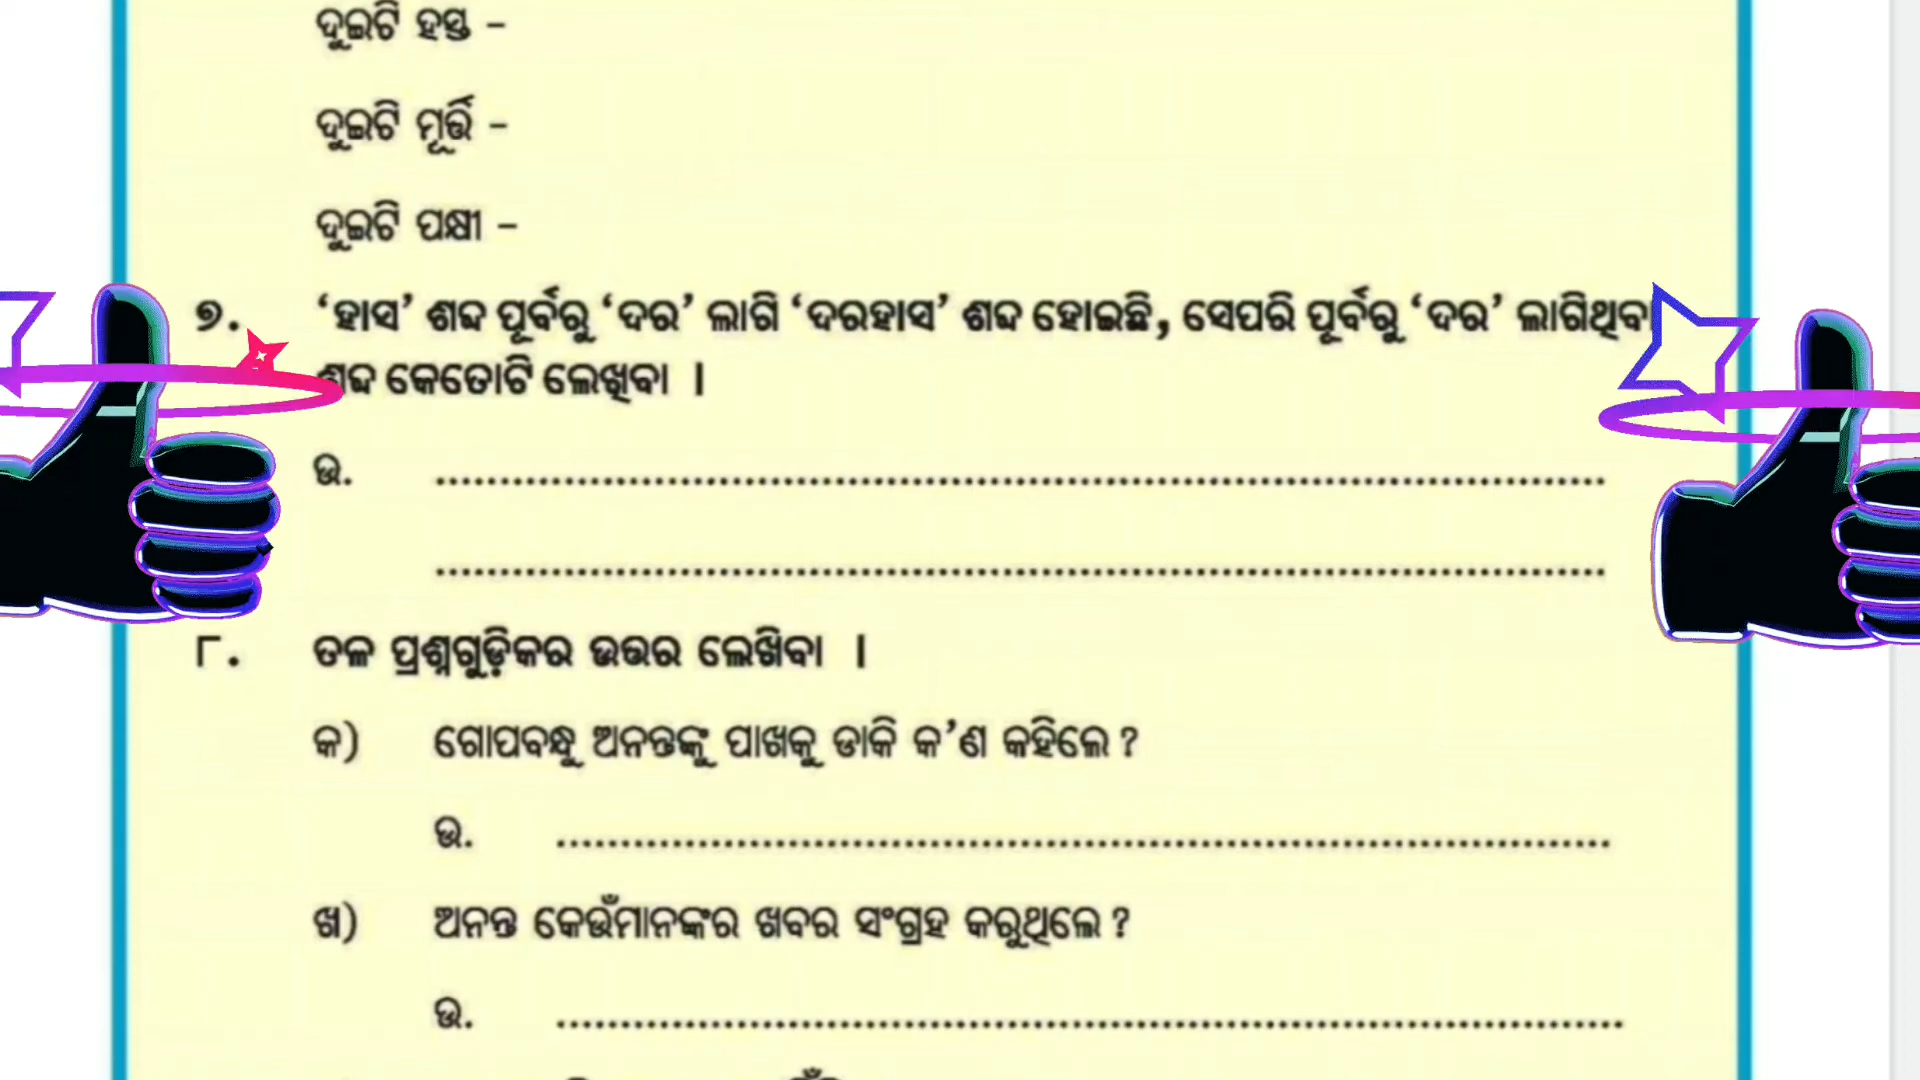 ଦୁଇଟି ହସ୍ତ –
ଦୁଇଟି ମୂର୍ତ୍ତି –
ଦୁଇଟି ପକ୍ଷୀ –
୭. ‘ହାସ’ ଶବ୍ଦ ପୂର୍ବରୁ ‘ଦର’ ଲାଗି ‘ଦରହାସ’ ଶବ୍ଦ ହୋଇଛି, ସେପରି ପୂର୍ବରୁ ‘ଦର’ ଲାଗିଥିବା
ଶବ୍ଦ କେତୋଟି ଲେଖିବା ।
ଉ. ..........................................................................................
..........................................................................................
୮. ତଳ ପ୍ରଶ୍ନଗୁଡ଼ିକର ଉତ୍ତର ଲେଖିବା ।
କ) ଗୋପବନ୍ଧୁ ଅନନ୍ତଙ୍କୁ ପାଖକୁ ଡାକି କ’ଣ କହିଲେ ?
ଉ. ..................................................................................
ଖ) ଅନନ୍ତ କେଉଁମାନଙ୍କର ଖବର ସଂଗ୍ରହ କରୁଥିଲେ ?
ଉ. ..................................................................................